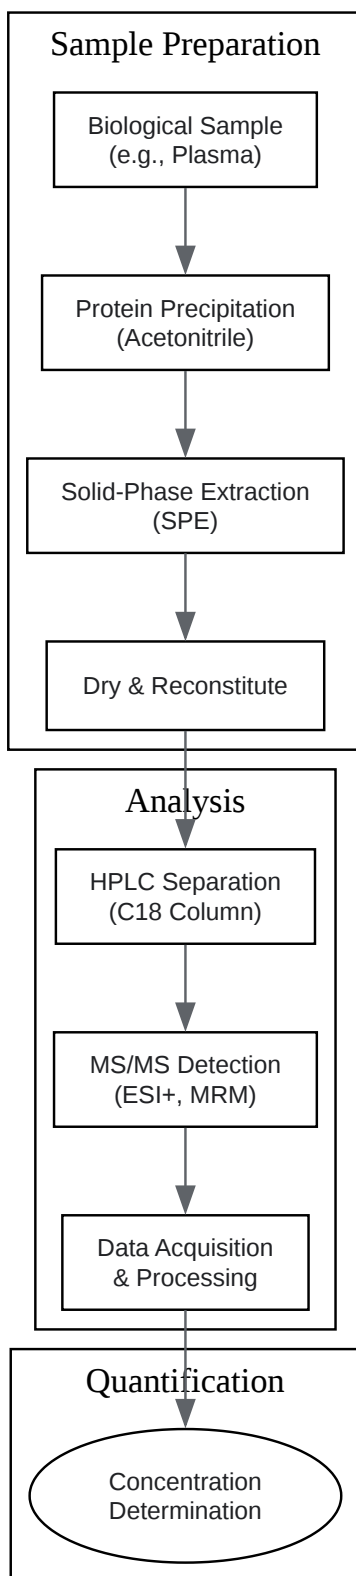 Sample Preparation
Biological Sample
(e.g., Plasma)
Protein Precipitation
(Acetonitrile)
Solid-Phase Extraction
(SPE)
Dry & Reconstitute
Analysis
HPLC Separation
(C18 Column)
MS/MS Detection
(ESI+, MRM)
Data Acquisition
& Processing
Quantification
Concentration
Determination